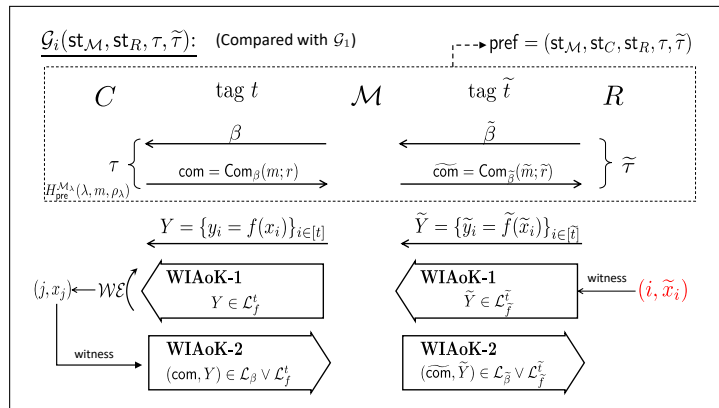 𝒢_i(st_ℳ, st_R, τ, τ̃): (Compared with 𝒢_1)
pref = (st_ℳ, st_C, st_R, τ, τ̃)
C tag t ℳ tag t̃ R
β β̃
τ τ̃
com = Com_β(m; r) c̃om = Com_β̃(m̃; r̃)
H_pre^{ℳ_λ}(λ, m, ρ_λ)
Y = {y_i = f(x_i)}_{i∈[t]} Ỹ = {ỹ_i = f̃(x̃_i)}_{i∈[t̃]}
WIAoK-1 WIAoK-1
witness
(j, x_j) 𝒲ℰ Y ∈ ℒ_f^t Ỹ ∈ ℒ_f̃^t̃ (i, x̃_i)
WIAoK-2 WIAoK-2
witness
(com, Y) ∈ ℒ_β ∨ ℒ_f^t (c̃om, Ỹ) ∈ ℒ_β̃ ∨ ℒ_f̃^t̃